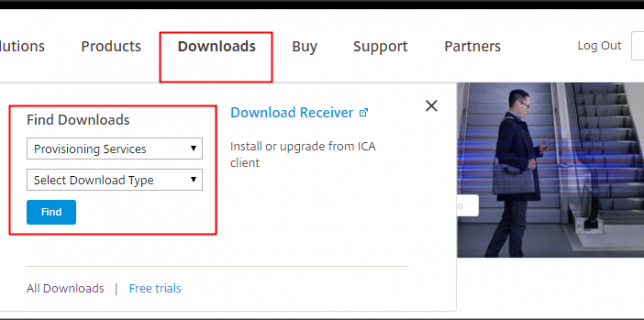 lutions Products Downloads Buy Support Partners Log Out
Find Downloads
Download Receiver
Provisioning Services
Install or upgrade from ICA
client
Select Download Type
Find
All Downloads | Free trials